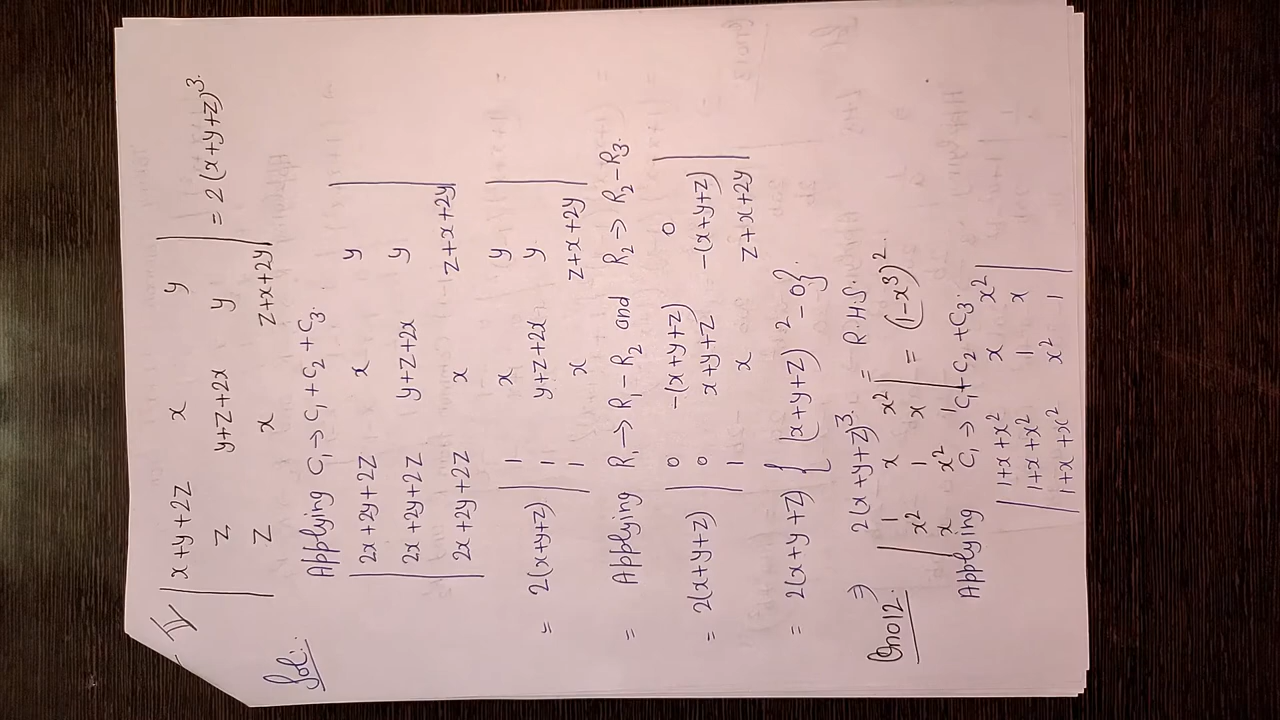 II | x+y+2z x y |
| z y+z+2x y | = 2(x+y+z)³.
| z x z+x+2y |
Sol:. Applying C₁→C₁+C₂+C₃.
| 2x+2y+2z x y |
| 2x+2y+2z y+z+2x y |
| 2x+2y+2z x z+x+2y |
= 2(x+y+z) | 1 x y |
| 1 y+z+2x y |
| 1 x z+x+2y |
= Applying R₁→R₁-R₂ and R₂→R₂-R₃.
= 2(x+y+z) | 0 -(x+y+z) 0 |
| 0 x+y+z -(x+y+z) |
| 1 x z+x+2y |
= 2(x+y+z) { (x+y+z)² - 0}.
⇒ 2(x+y+z)³. = R.H.S.
Qno12. | 1 x x² |
| x² 1 x | = (1-x³)².
| x x² 1 |
Applying C₁→C₁+C₂+C₃.
| 1+x+x² x x² |
| 1+x+x² 1 x |
| 1+x+x² x² 1 |